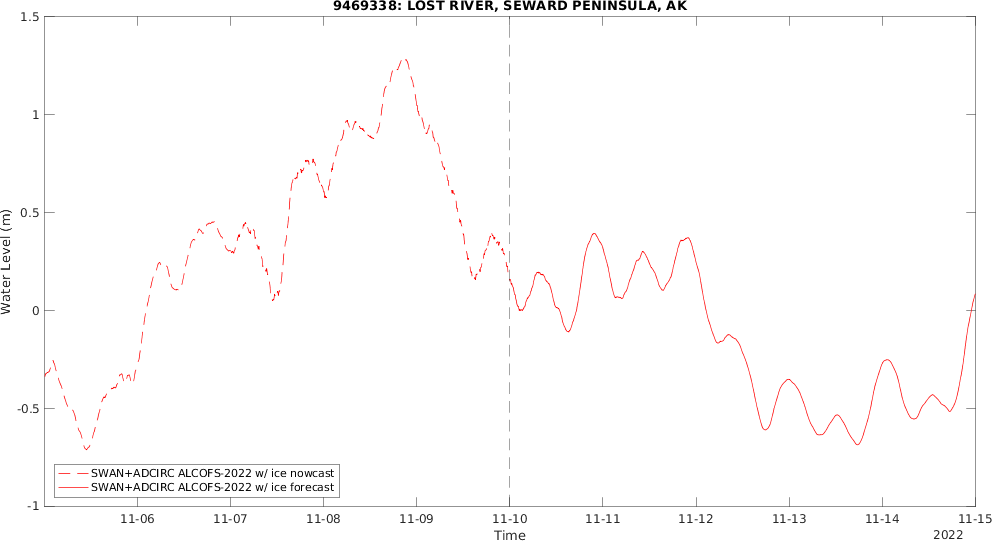 9469338: LOST RIVER, SEWARD PENINSULA, AK
1.5
1
0.5
0
-0.5
-1
Water Level (m)
SWAN+ADCIRC ALCOFS-2022 w/ ice nowcast
SWAN+ADCIRC ALCOFS-2022 w/ ice forecast
11-06 11-07 11-08 11-09 11-10 11-11 11-12 11-13 11-14 11-15
Time
2022